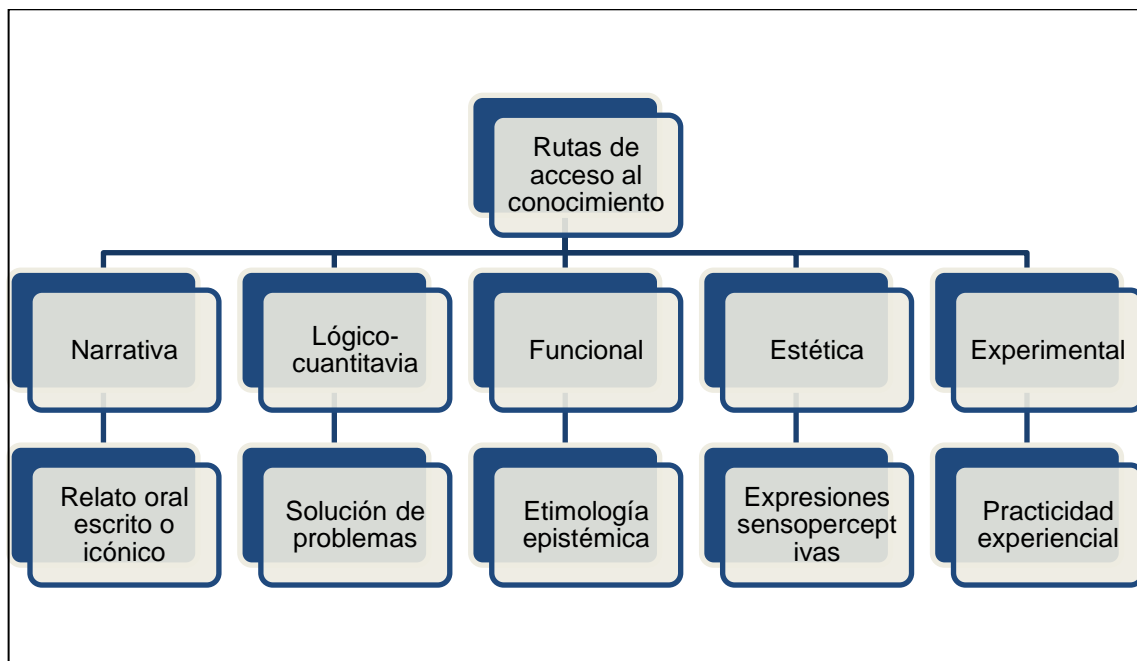 Rutas de
acceso al
conocimiento
Narrativa
Lógico-
cuantitavia
Funcional
Estética
Experimental
Relato oral
escrito o
icónico
Solución de
problemas
Etimología
epistémica
Expresiones
sensopercept
ivas
Practicidad
experiencial